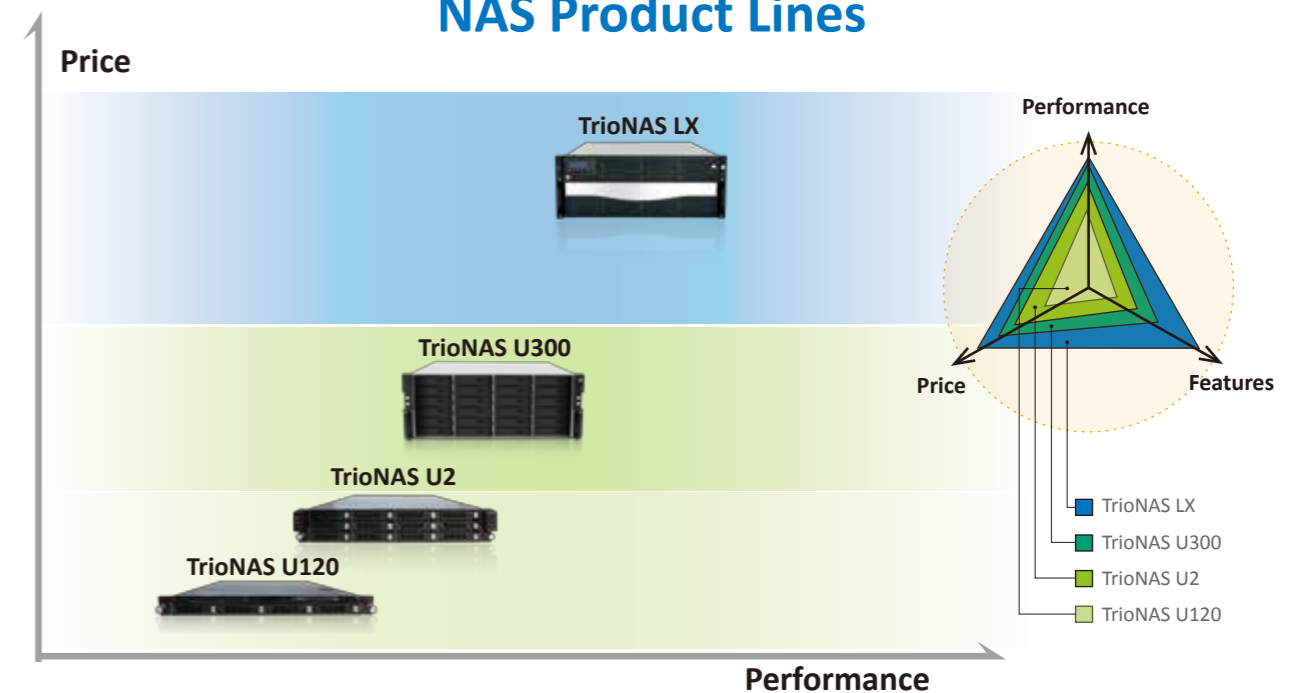 NAS Product Lines
Price
TrioNAS LX
TrioNAS U300
TrioNAS U2
TrioNAS U120
Performance
Performance
Price
Features
TrioNAS LX
TrioNAS U300
TrioNAS U2
TrioNAS U120